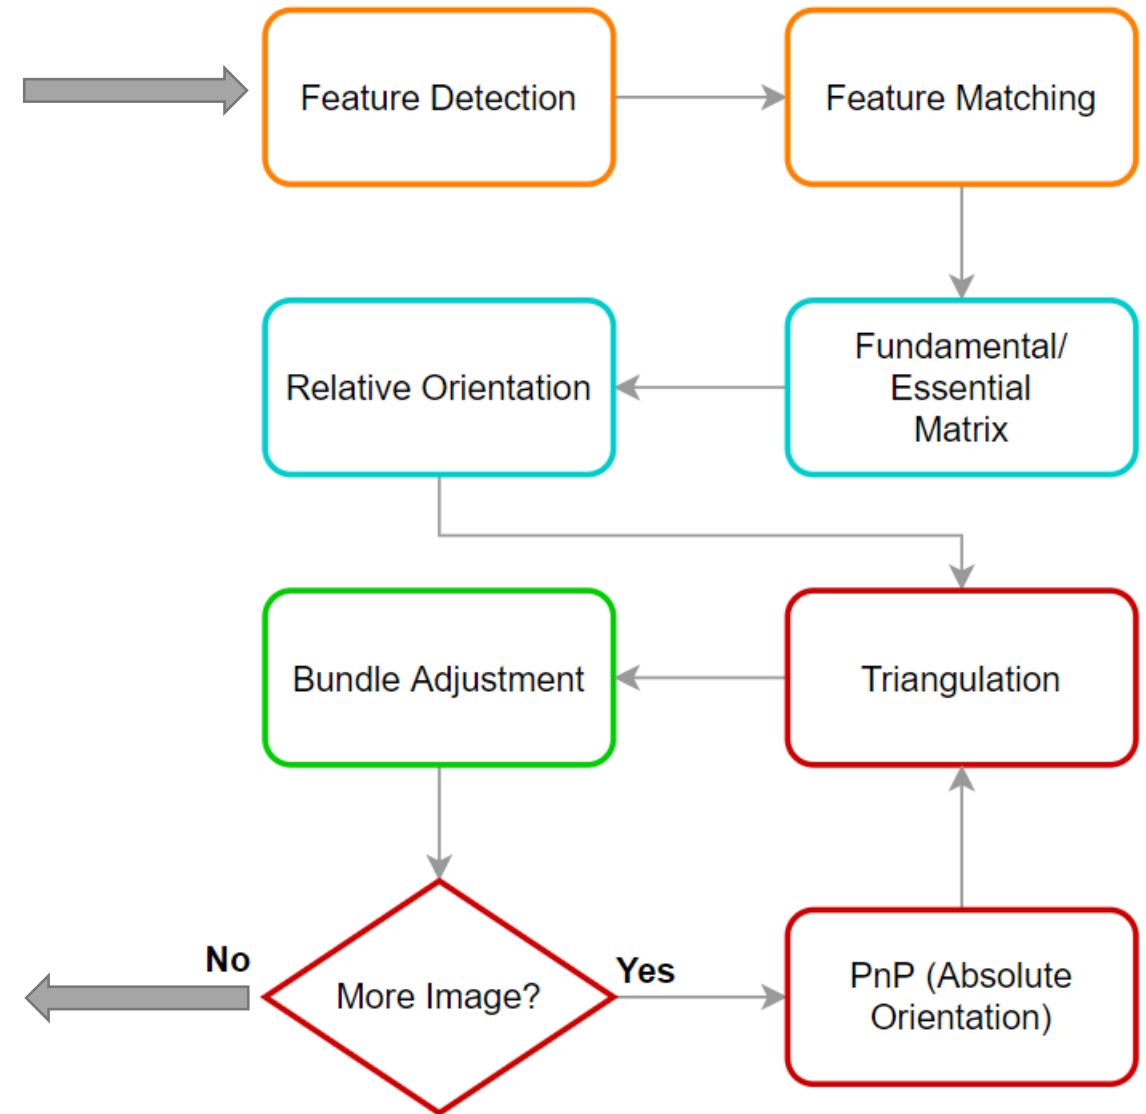 Feature Detection
Feature Matching
Relative Orientation
Fundamental/
Essential
Matrix
Bundle Adjustment
Triangulation
No
More Image?
Yes
PnP (Absolute
Orientation)